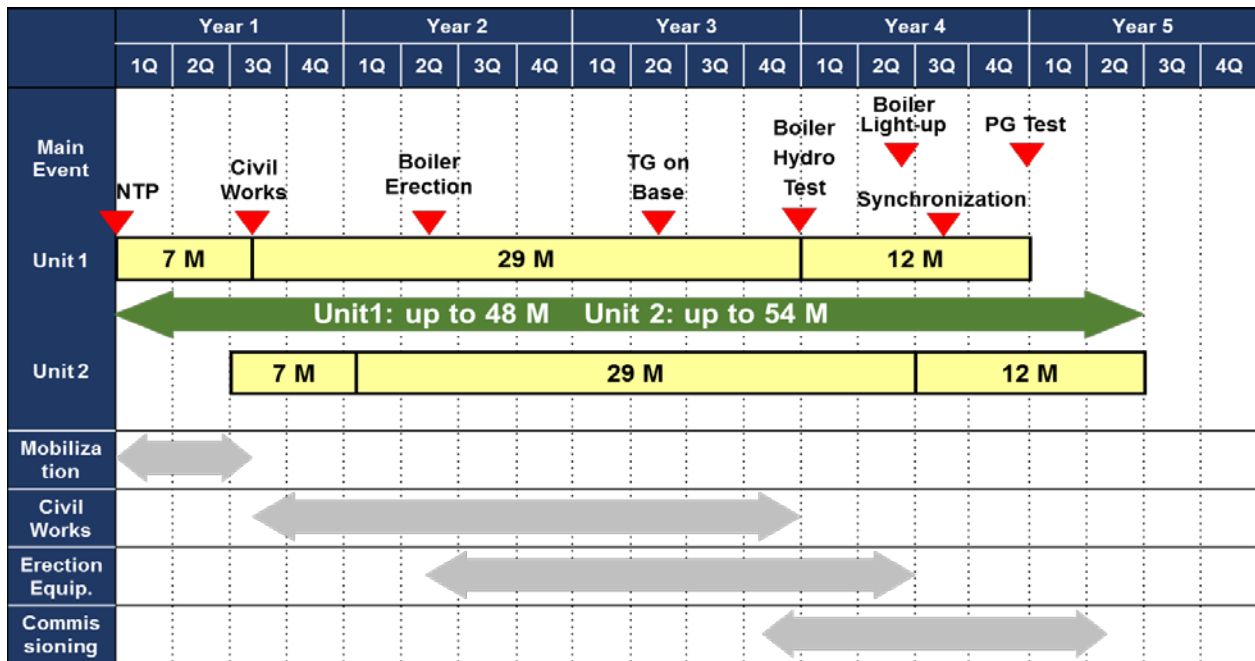 Year 1 Year 2 Year 3 Year 4 Year 5
1Q 2Q 3Q 4Q 1Q 2Q 3Q 4Q 1Q 2Q 3Q 4Q 1Q 2Q 3Q 4Q 1Q 2Q 3Q 4Q
Main
Event
NTP
Civil
Works
Boiler
Erection
TG on
Base
Boiler
Hydro
Test
Boiler
Light-up
PG Test
Synchronization
Unit 1
7 M 29 M 12 M
Unit1: up to 48 M Unit 2: up to 54 M
Unit 2
7 M 29 M 12 M
Mobiliza
tion
Civil
Works
Erection
Equip.
Commis
sioning